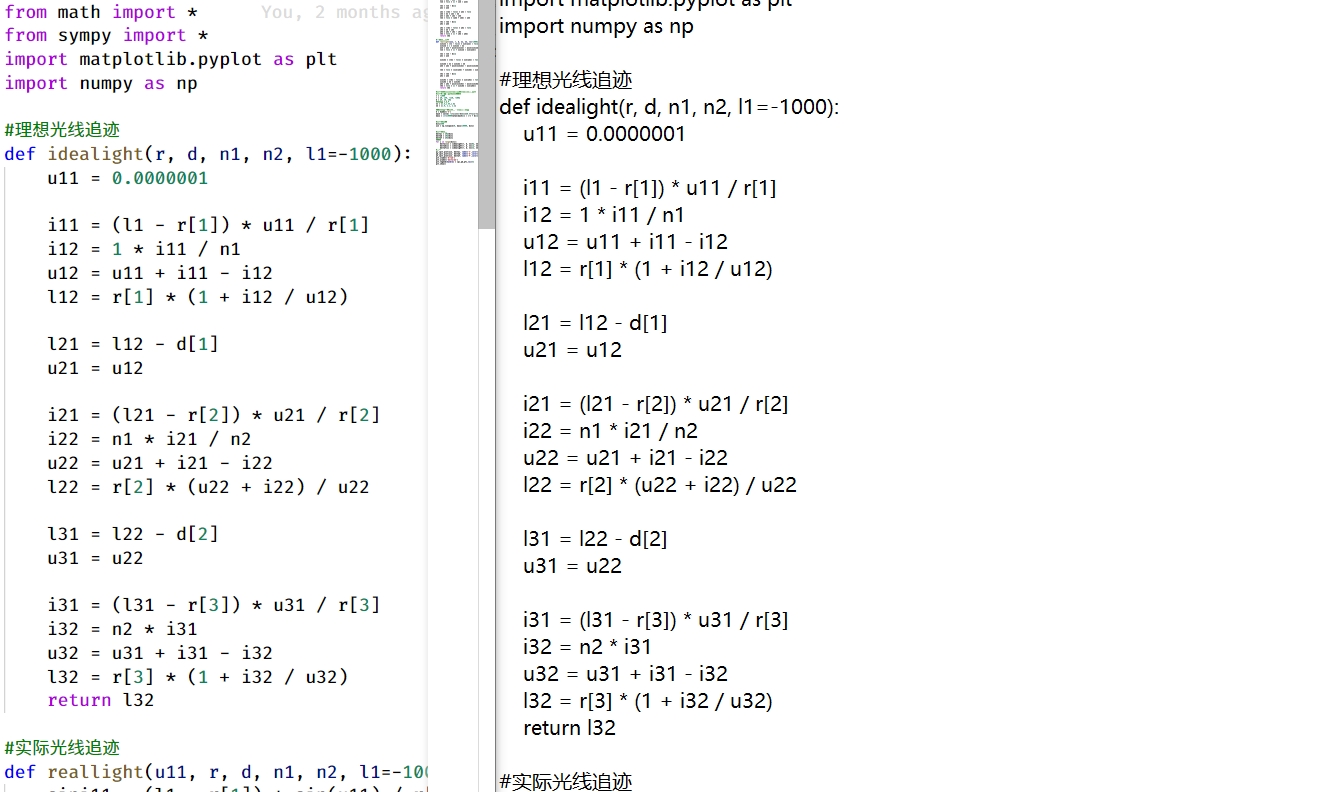 from math import * You, 2 months
from sympy import *
import matplotlib.pyplot as plt
import numpy as np
#理想光线追迹
def idealight(r, d, n1, n2, l1=-1000):
u11 = 0.0000001
i11 = (l1 - r[1]) * u11 / r[1]
i12 = 1 * i11 / n1
u12 = u11 + i11 - i12
l12 = r[1] * (1 + i12 / u12)
l21 = l12 - d[1]
u21 = u12
i21 = (l21 - r[2]) * u21 / r[2]
i22 = n1 * i21 / n2
u22 = u21 + i21 - i22
l22 = r[2] * (u22 + i22) / u22
l31 = l22 - d[2]
u31 = u22
i31 = (l31 - r[3]) * u31 / r[3]
i32 = n2 * i31
u32 = u31 + i31 - i32
l32 = r[3] * (1 + i32 / u32)
return l32
#实际光线追迹
def reallight(u11, r, d, n1, n2, l1=-100
import matplotlib.pyplot as plt
import numpy as np
#理想光线追迹
def idealight(r, d, n1, n2, l1=-1000):
u11 = 0.0000001
i11 = (l1 - r[1]) * u11 / r[1]
i12 = 1 * i11 / n1
u12 = u11 + i11 - i12
l12 = r[1] * (1 + i12 / u12)
l21 = l12 - d[1]
u21 = u12
i21 = (l21 - r[2]) * u21 / r[2]
i22 = n1 * i21 / n2
u22 = u21 + i21 - i22
l22 = r[2] * (u22 + i22) / u22
l31 = l22 - d[2]
u31 = u22
i31 = (l31 - r[3]) * u31 / r[3]
i32 = n2 * i31
u32 = u31 + i31 - i32
l32 = r[3] * (1 + i32 / u32)
return l32
#实际光线追迹